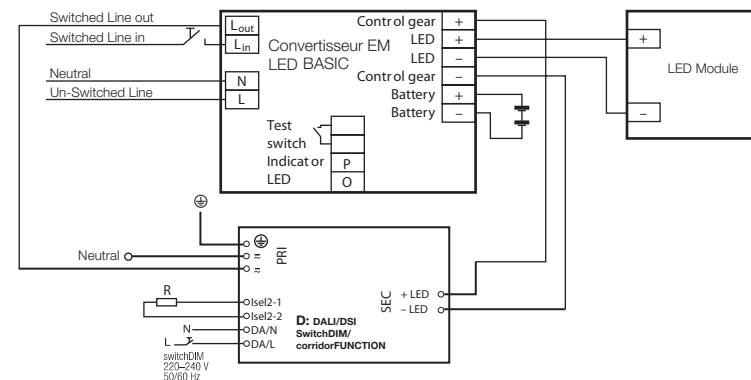 Switched Line out
Switched Line in
Neutral
Un-Switched Line
Lout
Lin
N
L
Convertisseur EM
LED BASIC
Test
switch
Indicator
LED
P
O
Control gear +
LED +
LED –
Control gear –
Battery +
Battery –
+
–
LED Module
Neutral
PRI
=
=
R
Isel2-1
Isel2-2
N
DA/N
L
DA/L
switchDIM
220–240 V
50/60 Hz
D: DALI/DSI
SwitchDIM/
corridorFUNCTION
SEC
+ LED
– LED